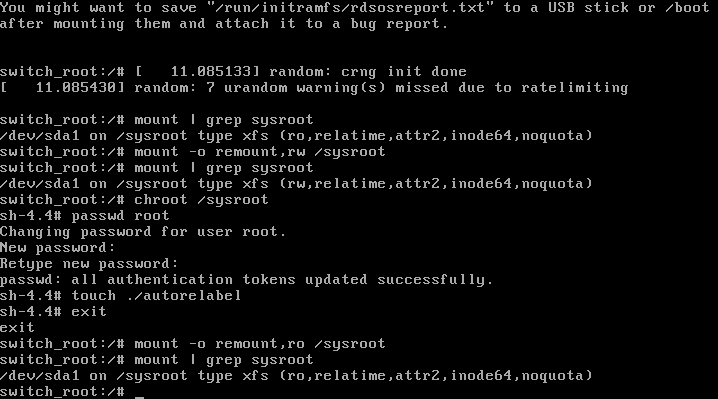 You might want to save "/run/initramfs/rdsosreport.txt" to a USB stick or /boot
after mounting them and attach it to a bug report.
switch_root:/# [   11.085133] random: crng init done
[   11.085430] random: 7 urandom warning(s) missed due to ratelimiting
switch_root:/# mount | grep sysroot
/dev/sda1 on /sysroot type xfs (ro,relatime,attr2,inode64,noquota)
switch_root:/# mount -o remount,rw /sysroot
switch_root:/# mount | grep sysroot
/dev/sda1 on /sysroot type xfs (rw,relatime,attr2,inode64,noquota)
switch_root:/# chroot /sysroot
sh-4.4# passwd root
Changing password for user root.
New password:
Retype new password:
passwd: all authentication tokens updated successfully.
sh-4.4# touch ./autorelabel
sh-4.4# exit
exit
switch_root:/# mount -o remount,ro /sysroot
switch_root:/# mount | grep sysroot
/dev/sda1 on /sysroot type xfs (ro,relatime,attr2,inode64,noquota)
switch_root:/# _